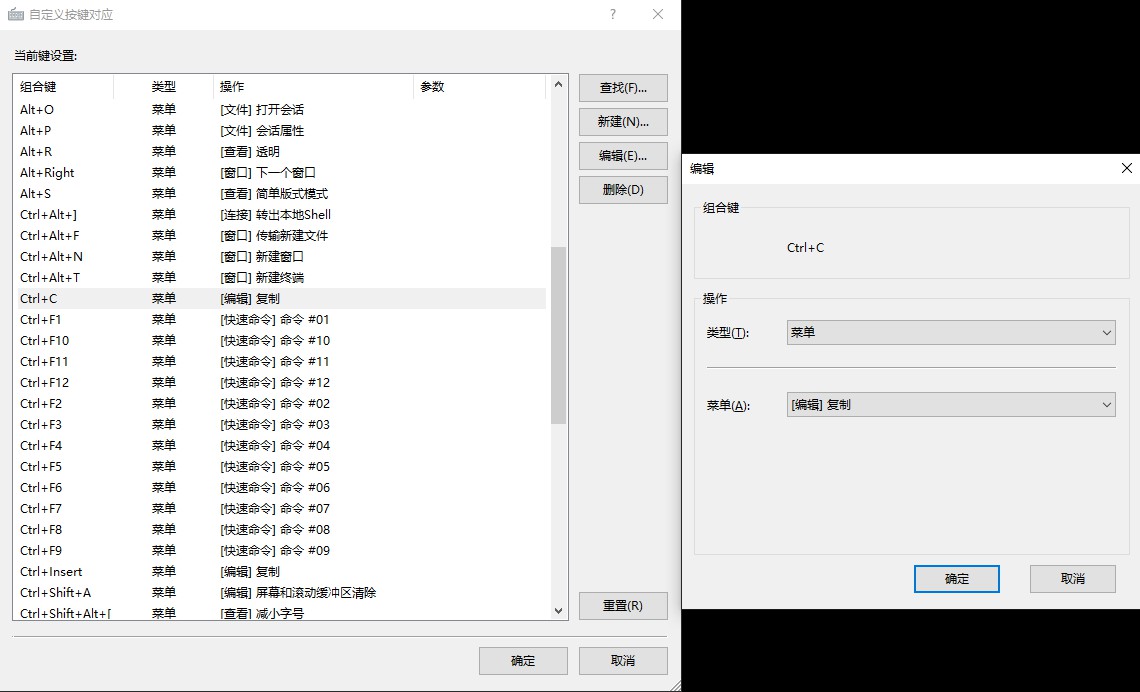 自定义按键对应
?
当前键设置:
组合键 类型 操作 参数
Alt+O 菜单 [文件] 打开会话
Alt+P 菜单 [文件] 会话属性
Alt+R 菜单 [查看] 透明
Alt+Right 菜单 [窗口] 下一个窗口
Alt+S 菜单 [查看] 简单版式模式
Ctrl+Alt+] 菜单 [连接] 转出本地Shell
Ctrl+Alt+F 菜单 [窗口] 传输新建文件
Ctrl+Alt+N 菜单 [窗口] 新建窗口
Ctrl+Alt+T 菜单 [窗口] 新建终端
Ctrl+C 菜单 [编辑] 复制
Ctrl+F1 菜单 [快速命令] 命令 #01
Ctrl+F10 菜单 [快速命令] 命令 #10
Ctrl+F11 菜单 [快速命令] 命令 #11
Ctrl+F12 菜单 [快速命令] 命令 #12
Ctrl+F2 菜单 [快速命令] 命令 #02
Ctrl+F3 菜单 [快速命令] 命令 #03
Ctrl+F4 菜单 [快速命令] 命令 #04
Ctrl+F5 菜单 [快速命令] 命令 #05
Ctrl+F6 菜单 [快速命令] 命令 #06
Ctrl+F7 菜单 [快速命令] 命令 #07
Ctrl+F8 菜单 [快速命令] 命令 #08
Ctrl+F9 菜单 [快速命令] 命令 #09
Ctrl+Insert 菜单 [编辑] 复制
Ctrl+Shift+A 菜单 [编辑] 屏幕和滚动缓冲区清除
Ctrl+Shift+Alt+[ 菜单 [查看] 减小字号
查找(F)...
新建(N)...
编辑(E)...
删除(D)
重置(R)
确定 取消
编辑
组合键
Ctrl+C
操作
类型(T): 菜单
菜单(A): [编辑] 复制
确定 取消